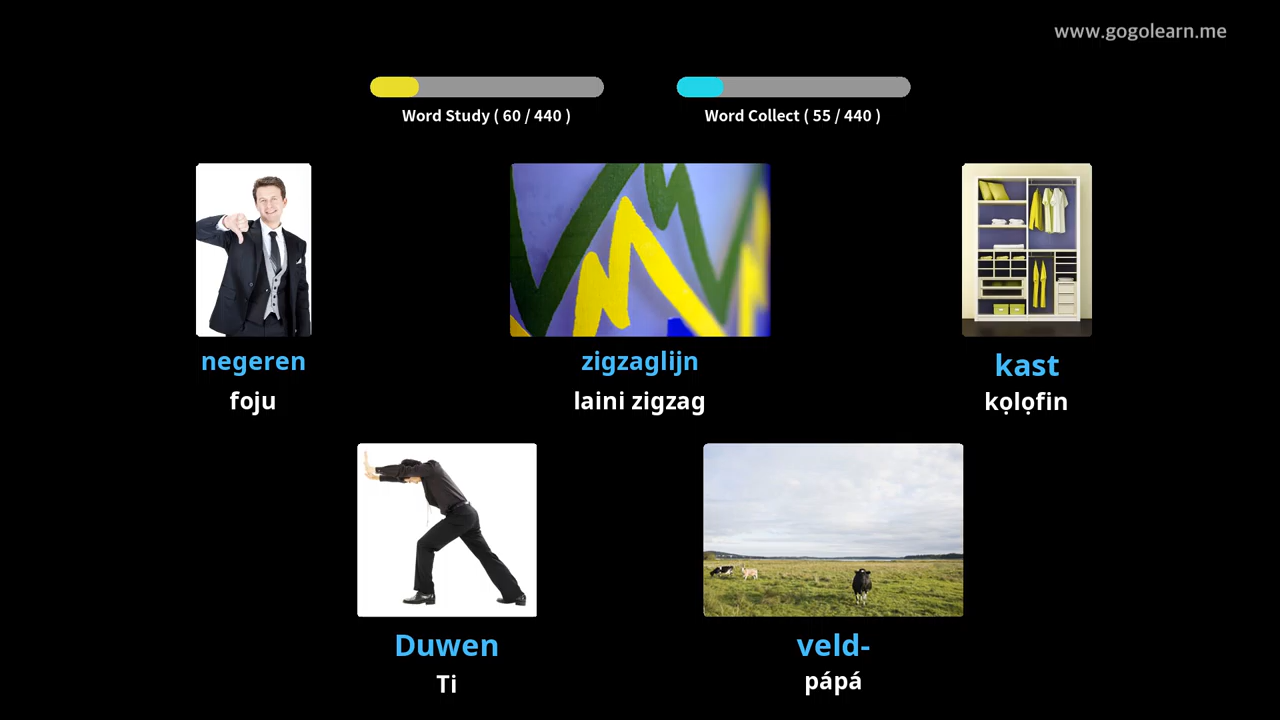 www.gogolearn.me
Word Study ( 60 / 440 )
Word Collect ( 55 / 440 )
negeren
foju
zigzaglijn
laini zigzag
kast
kọlọfin
Duwen
Ti
veld-
pápá